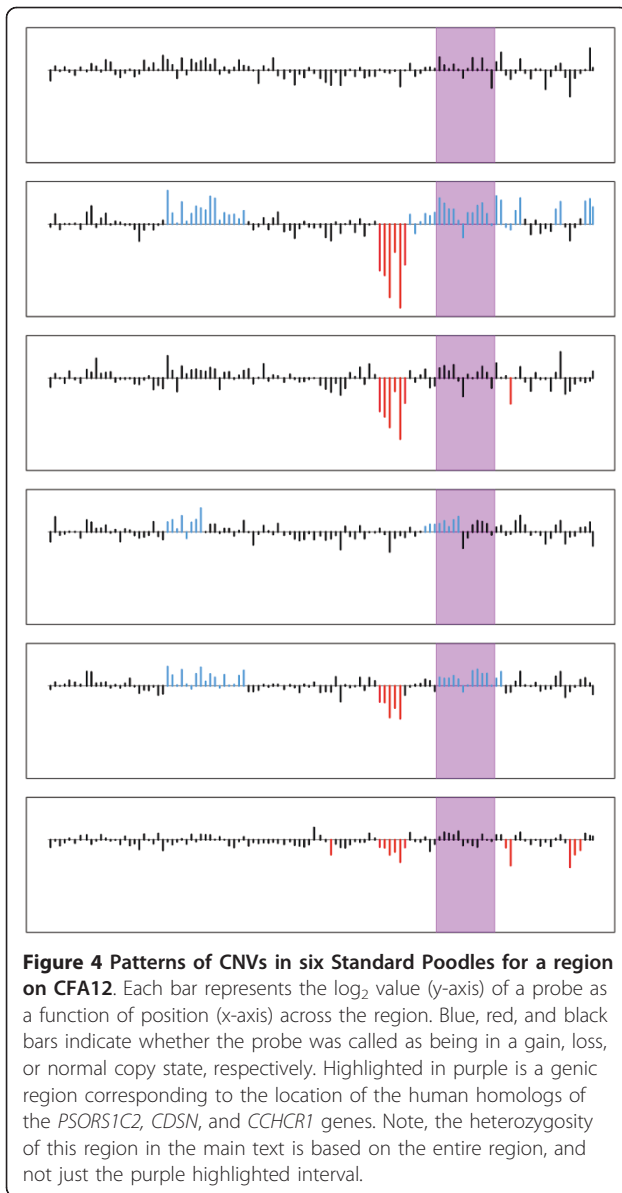 Figure 4 Patterns of CNVs in six Standard Poodles for a region
on CFA12. Each bar represents the log2 value (y-axis) of a probe as
a function of position (x-axis) across the region. Blue, red, and black
bars indicate whether the probe was called as being in a gain, loss,
or normal copy state, respectively. Highlighted in purple is a genic
region corresponding to the location of the human homologs of
the PSORS1C2, CDSN, and CCHCR1 genes. Note, the heterozygosity
of this region in the main text is based on the entire region, and
not just the purple highlighted interval.